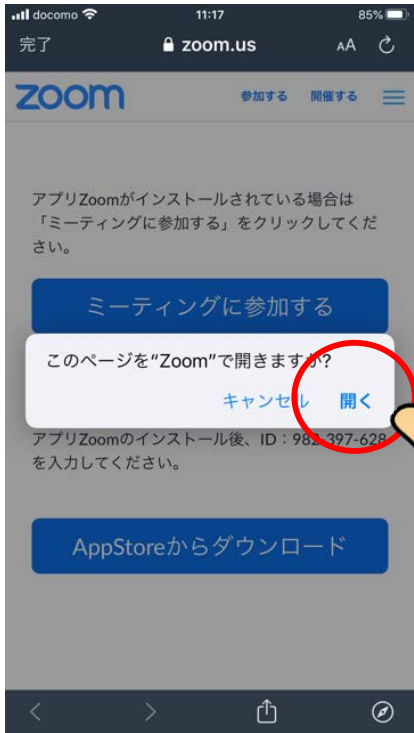 docomo 11:17 85%
完了 zoom.us AA
zoom 参加する 開催する
アプリZoomがインストールされている場合は
「ミーティングに参加する」をクリックしてくだ
さい。
ミーティングに参加する
このページを“Zoom”で開きますか?
キャンセル 開く
アプリZoomのインストール後、ID：982-397-628
を入力してください。
AppStoreからダウンロード